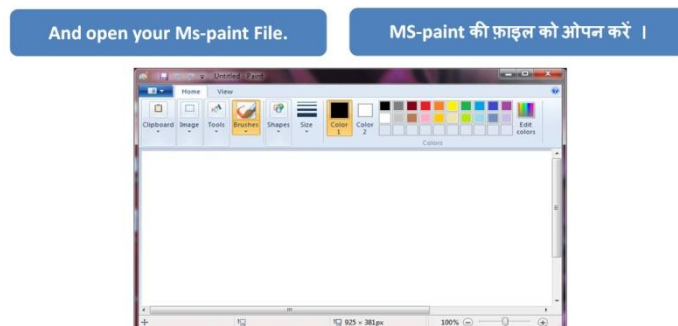 And open your Ms-paint File.
MS-paint की फ़ाइल को ओपन करें ।
Untitled - Paint
Home View
Clipboard Image Tools Brushes Shapes Size Color 1 Color 2 Edit colors
Colors
925 × 381px 100%